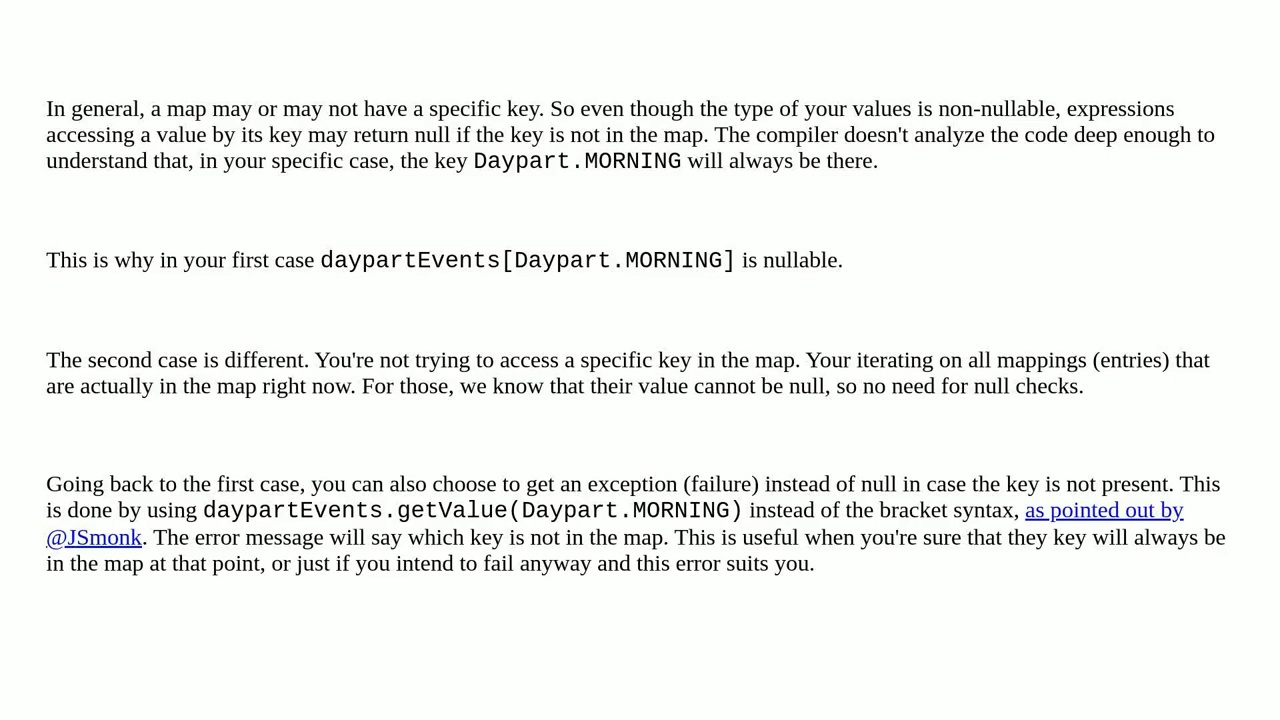 In general, a map may or may not have a specific key. So even though the type of your values is non-nullable, expressions
accessing a value by its key may return null if the key is not in the map. The compiler doesn't analyze the code deep enough to
understand that, in your specific case, the key Daypart.MORNING will always be there.
This is why in your first case daypartEvents[Daypart.MORNING] is nullable.
The second case is different. You're not trying to access a specific key in the map. Your iterating on all mappings (entries) that
are actually in the map right now. For those, we know that their value cannot be null, so no need for null checks.
Going back to the first case, you can also choose to get an exception (failure) instead of null in case the key is not present. This
is done by using daypartEvents.getValue(Daypart.MORNING) instead of the bracket syntax, as pointed out by
@JSmonk. The error message will say which key is not in the map. This is useful when you're sure that they key will always be
in the map at that point, or just if you intend to fail anyway and this error suits you.